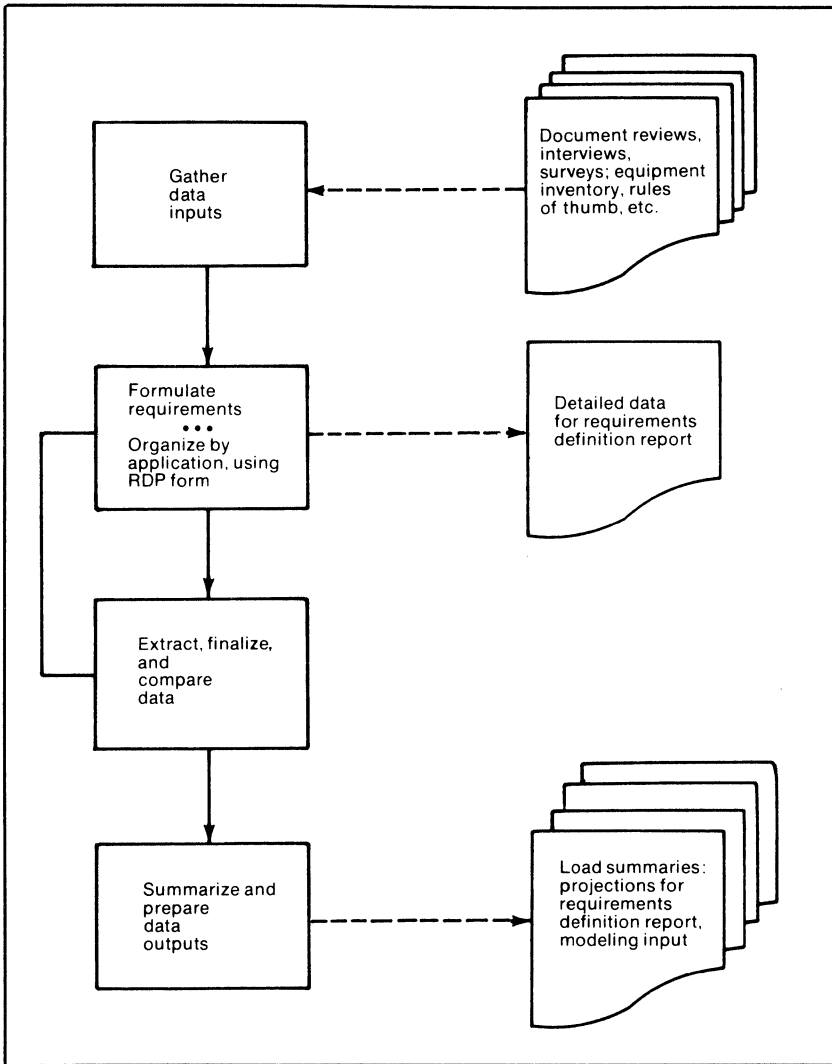 Gather
data
inputs
Document reviews,
interviews,
surveys; equipment
inventory, rules
of thumb, etc.
Formulate
requirements
•••
Organize by
application, using
RDP form
Detailed data
for requirements
definition report
Extract, finalize,
and
compare
data
Summarize and
prepare
data
outputs
Load summaries:
projections for
requirements
definition report,
modeling input